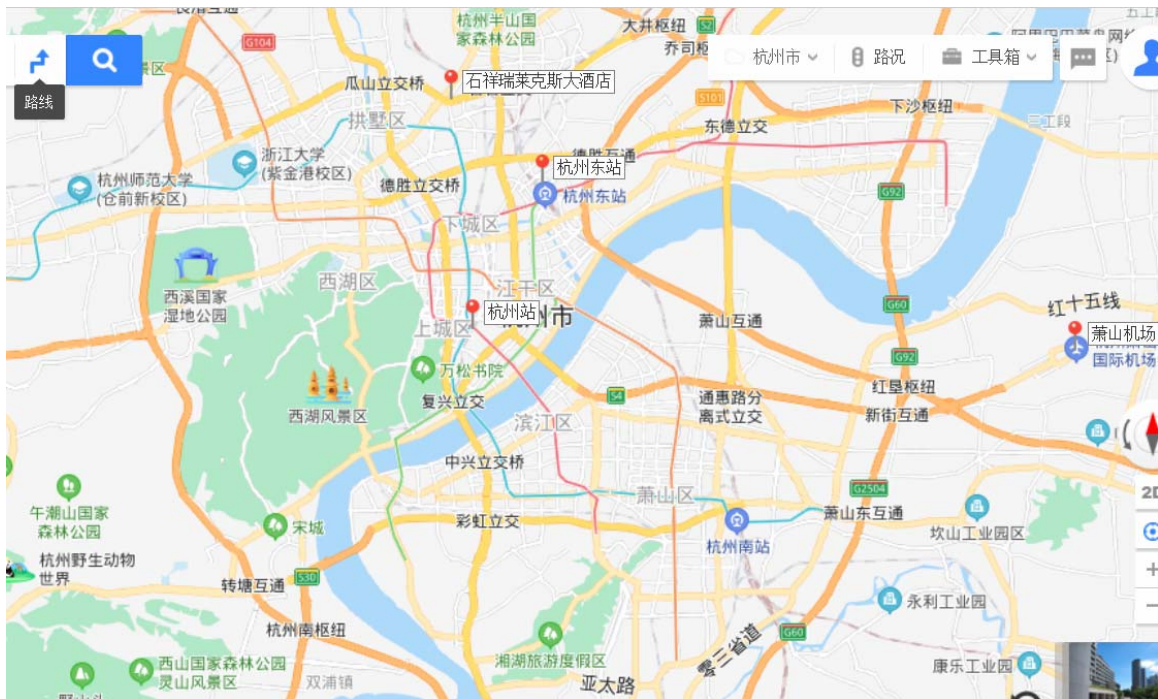 杭州半山国
家森林公园
大井枢纽
S2
乔司枢
G104
景区
路线
瓜山立交桥
石祥瑞莱克斯大酒店
杭州市
路况
工具箱
S101
下沙枢纽
拱墅区
东德立交
三工段
浙江大学
(紫金港校区)
德胜互通
杭州东站
杭州师范大学
(仓前新校区)
德胜立交桥
杭州东站
G92
下城区
西湖区
江干区
西溪国家
湿地公园
杭州站
上城区
杭州市
G60
红十五线
萧山互通
萧山机场
国际机场
G92
万松书院
西湖风景区
复兴立交
S4
通惠路分
离式立交
红垦枢纽
新街互通
滨江区
中兴立交桥
2D
午潮山国家
森林公园
宋城
彩虹立交
萧山区
G2504
萧山东互通
坎山工业园区
杭州南站
杭州野生动物
世界
转塘互通
S30
永利工业园
杭州南枢纽
G60
零三省道
西山国家森林公园
灵山风景区
双浦镇
湘湖旅游度假区
亚太路
康乐工业园